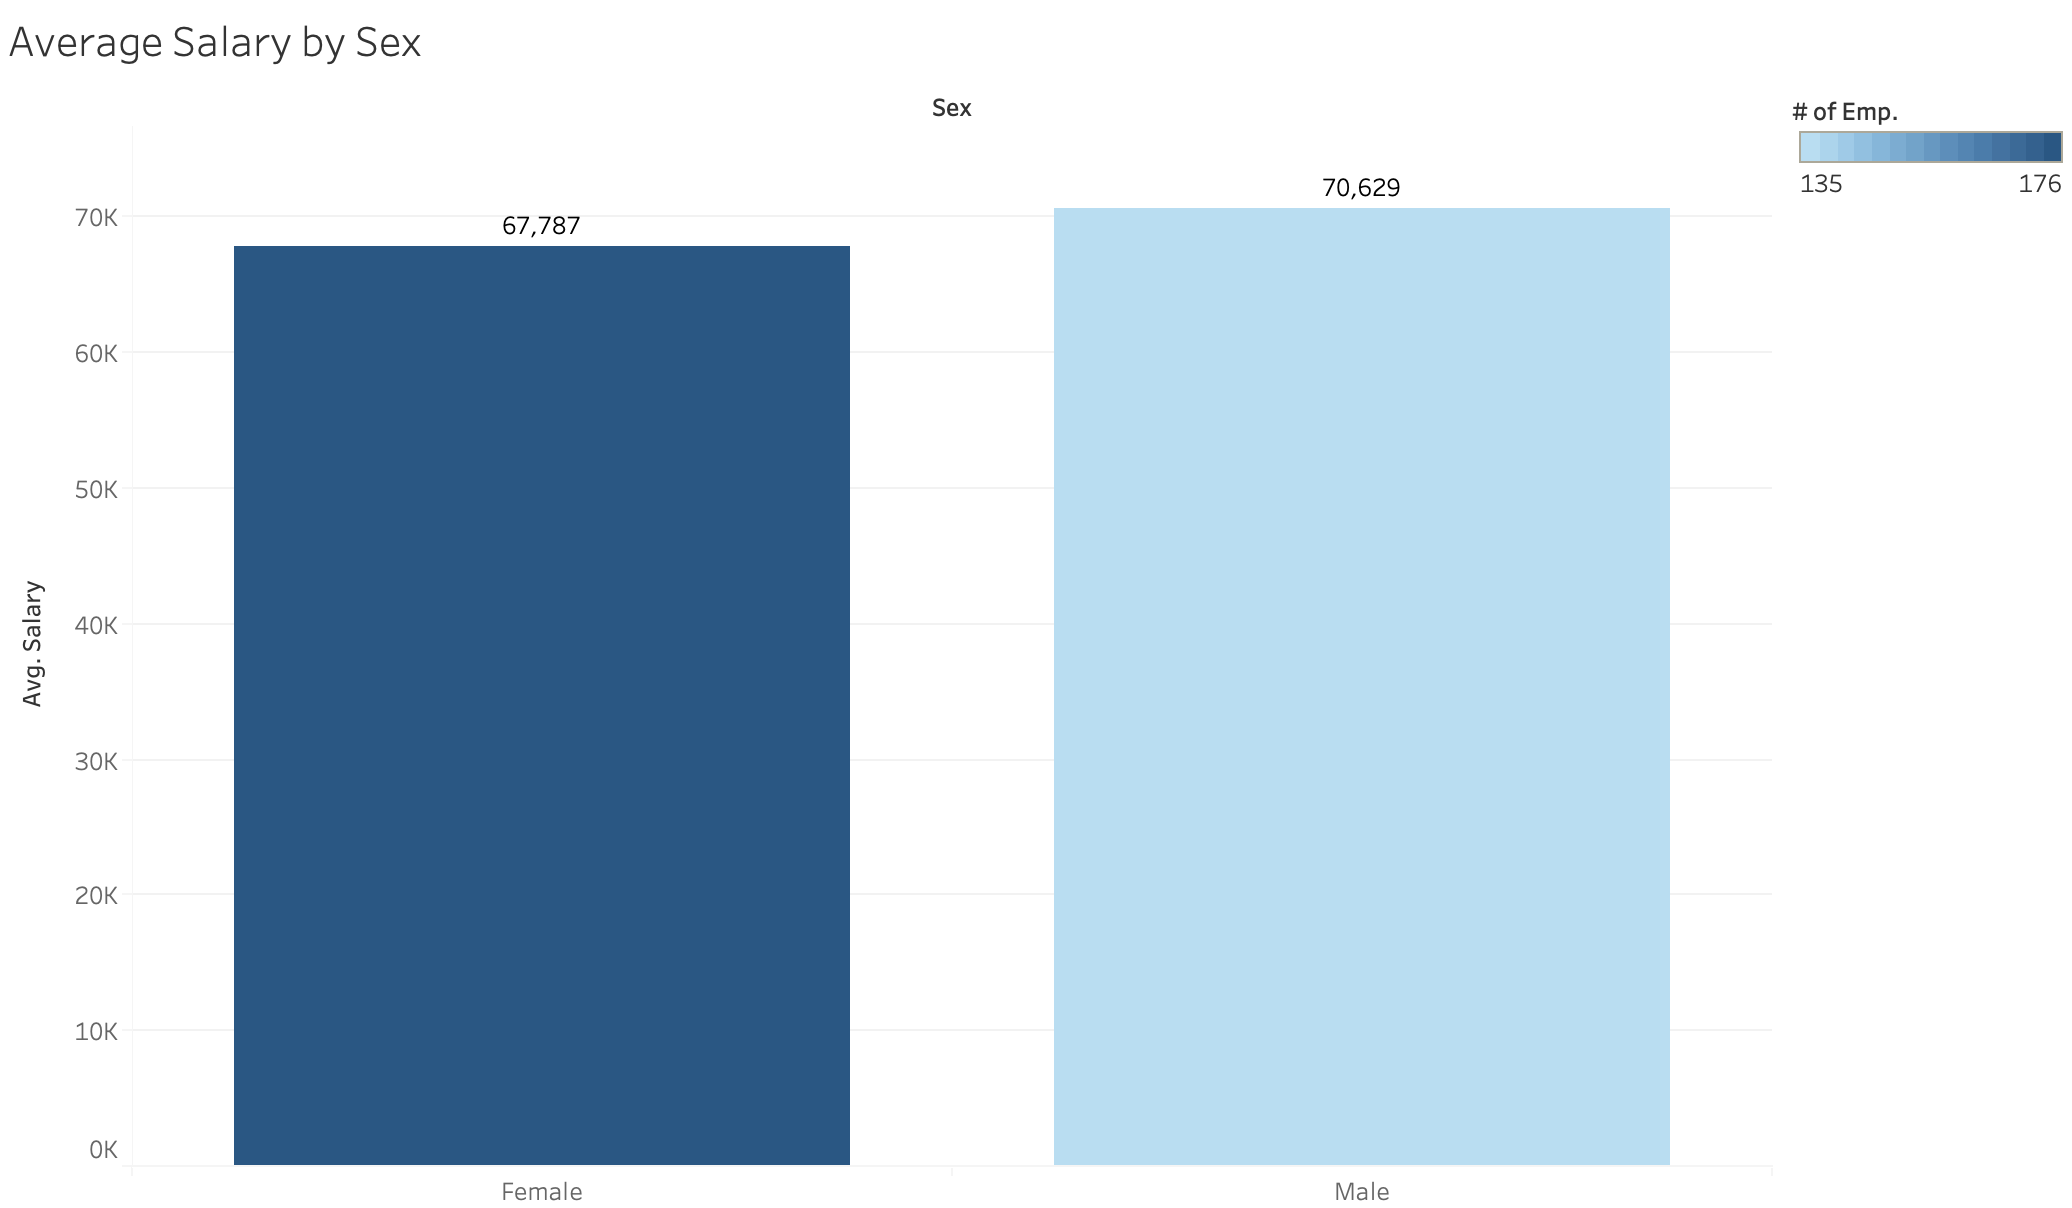 Average Salary by Sex
Sex
# of Emp.
135 176
70,629
67,787
70K
60K
50K
40K
30K
20K
10K
0K
Avg. Salary
Female Male